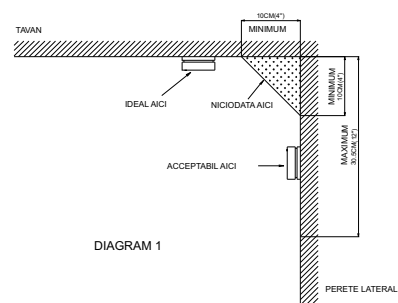 10CM(4")
MINIMUM
TAVAN
IDEAL AICI
NICIODATA AICI
MINIMUM
10CM(4")
MAXIMUM
30.5CM(12")
ACCEPTABIL AICI
DIAGRAM 1
PERETE LATERAL